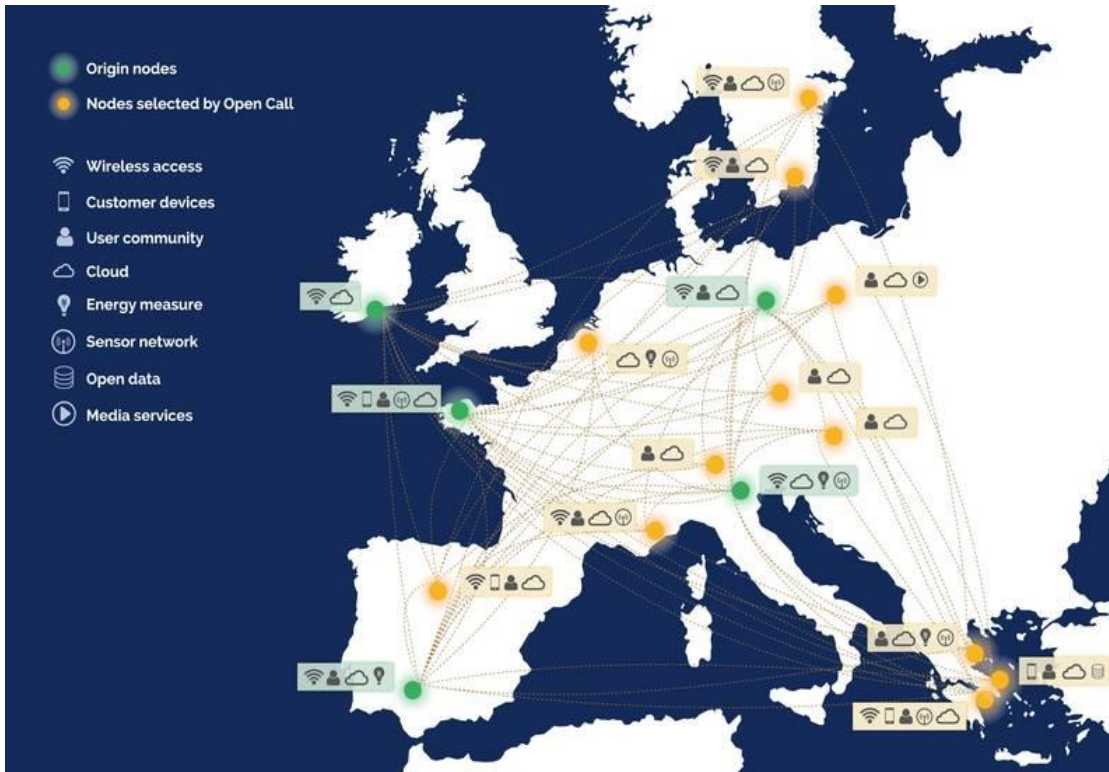 Origin nodes
Nodes selected by Open Call
Wireless access
Customer devices
User community
Cloud
Energy measure
Sensor network
Open data
Media services